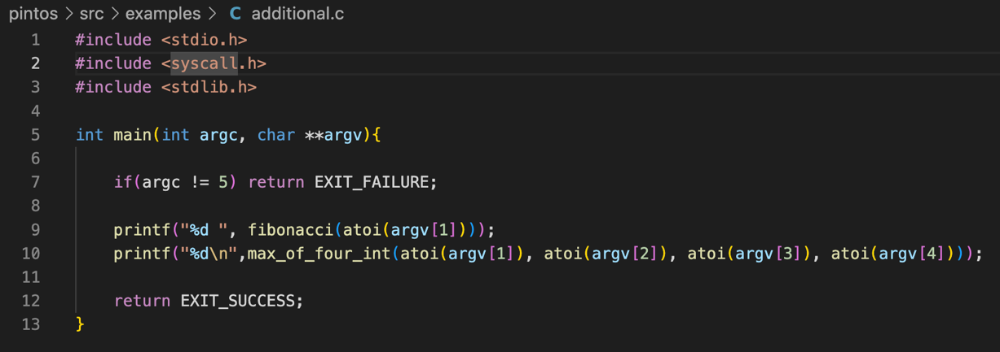 pintos > src > examples > C additional.c
1 #include <stdio.h>
2 #include <syscall.h>
3 #include <stdlib.h>
4
5 int main(int argc, char **argv){
6
7     if(argc != 5) return EXIT_FAILURE;
8
9     printf("%d ", fibonacci(atoi(argv[1])));
10     printf("%d\n",max_of_four_int(atoi(argv[1]), atoi(argv[2]), atoi(argv[3]), atoi(argv[4])));
11
12     return EXIT_SUCCESS;
13 }